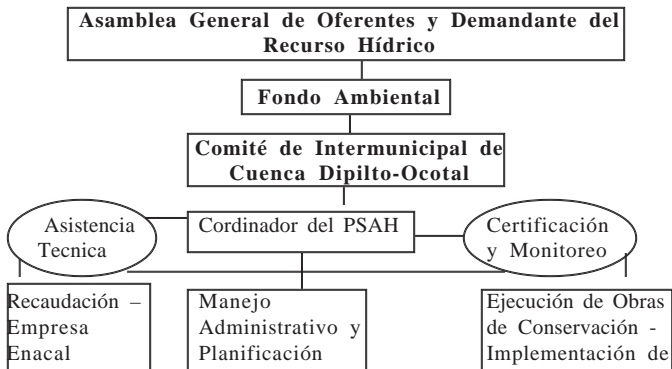 Asamblea General de Oferentes y Demandante del
Recurso Hídrico
Fondo Ambiental
Comité de Intermunicipal de
Cuenca Dipilto-Ocotal
Asistencia
Tecnica
Cordinador del PSAH
Certificación
y Monitoreo
Recaudación –
Empresa
Enacal
Manejo
Administrativo y
Planificación
Ejecución de Obras
de Conservación -
Implementación de